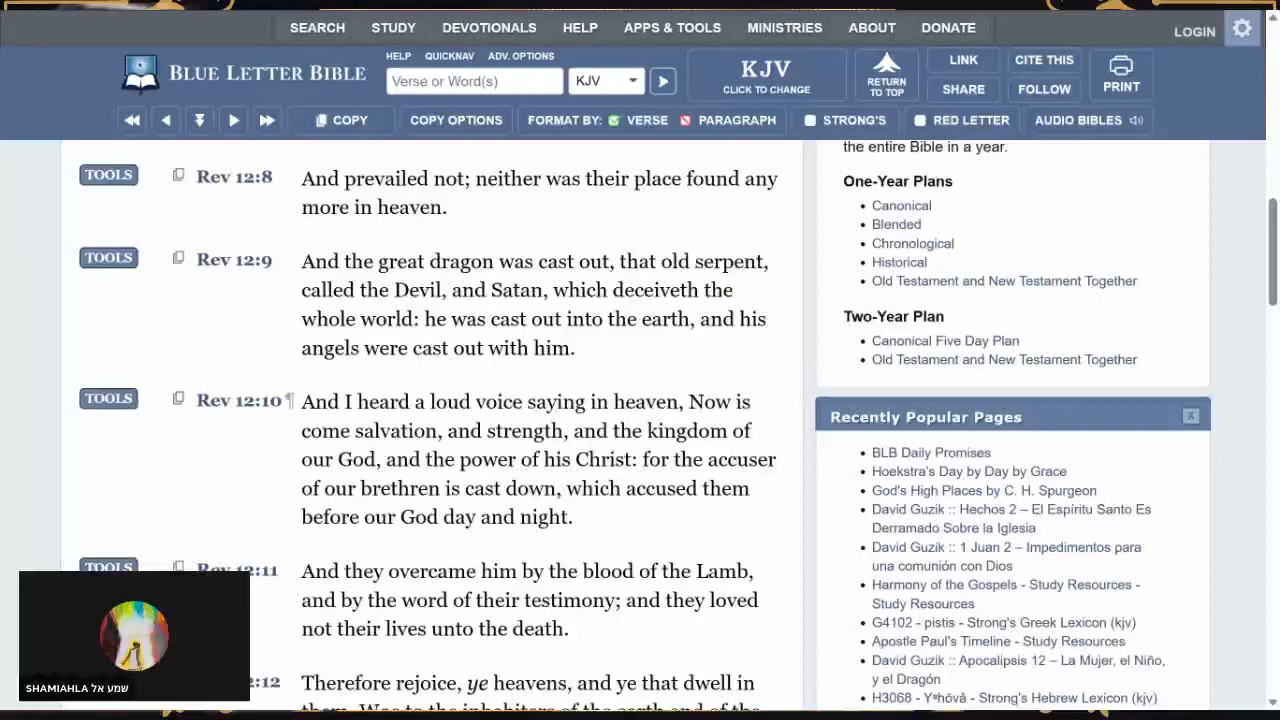 SEARCH STUDY DEVOTIONALS HELP APPS & TOOLS MINISTRIES ABOUT DONATE LOGIN
BLUE LETTER BIBLE
HELP QUICKNAV ADV. OPTIONS
Verse or Word(s) KJV
KJV
CLICK TO CHANGE
RETURN
TO TOP
LINK CITE THIS
SHARE FOLLOW
PRINT
COPY COPY OPTIONS FORMAT BY: VERSE PARAGRAPH STRONG'S RED LETTER AUDIO BIBLES
TOOLS Rev 12:8 And prevailed not; neither was their place found any
more in heaven.
TOOLS Rev 12:9 And the great dragon was cast out, that old serpent,
called the Devil, and Satan, which deceiveth the
whole world: he was cast out into the earth, and his
angels were cast out with him.
TOOLS Rev 12:10 ¶ And I heard a loud voice saying in heaven, Now is
come salvation, and strength, and the kingdom of
our God, and the power of his Christ: for the accuser
of our brethren is cast down, which accused them
before our God day and night.
TOOLS Rev 12:11 And they overcame him by the blood of the Lamb,
and by the word of their testimony; and they loved
not their lives unto the death.
:12 Therefore rejoice, ye heavens, and ye that dwell in
SHAMIAHLA שמע אל
the entire Bible in a year.
One-Year Plans
Canonical
Blended
Chronological
Historical
Old Testament and New Testament Together
Two-Year Plan
Canonical Five Day Plan
Old Testament and New Testament Together
Recently Popular Pages x
BLB Daily Promises
Hoekstra's Day by Day by Grace
God's High Places by C. H. Spurgeon
David Guzik :: Hechos 2 – El Espíritu Santo Es
Derramado Sobre la Iglesia
David Guzik :: 1 Juan 2 – Impedimentos para
una comunión con Dios
Harmony of the Gospels - Study Resources -
Study Resources
G4102 - pistis - Strong's Greek Lexicon (kjv)
Apostle Paul's Timeline - Study Resources
David Guzik :: Apocalipsis 12 – La Mujer, el Niño,
y el Dragón
H3068 - Yᵊhōvâ - Strong's Hebrew Lexicon (kjv)